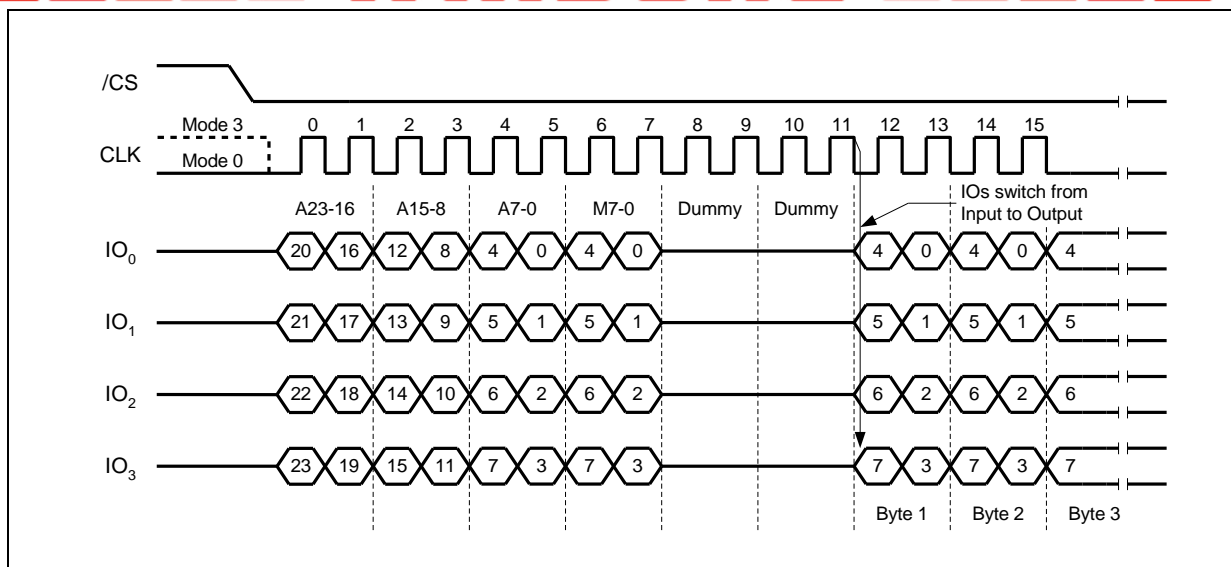 /CS
Mode 3
0 1 2 3 4 5 6 7 8 9 10 11 12 13 14 15
CLK
Mode 0
IOs switch from
Input to Output
A23-16 A15-8 A7-0 M7-0 Dummy Dummy
IO0 20 16 12 8 4 0 4 0 4 0 4 0 4
IO1 21 17 13 9 5 1 5 1 5 1 5 1 5
IO2 22 18 14 10 6 2 6 2 6 2 6 2 6
IO3 23 19 15 11 7 3 7 3 7 3 7 3 7
Byte 1 Byte 2 Byte 3